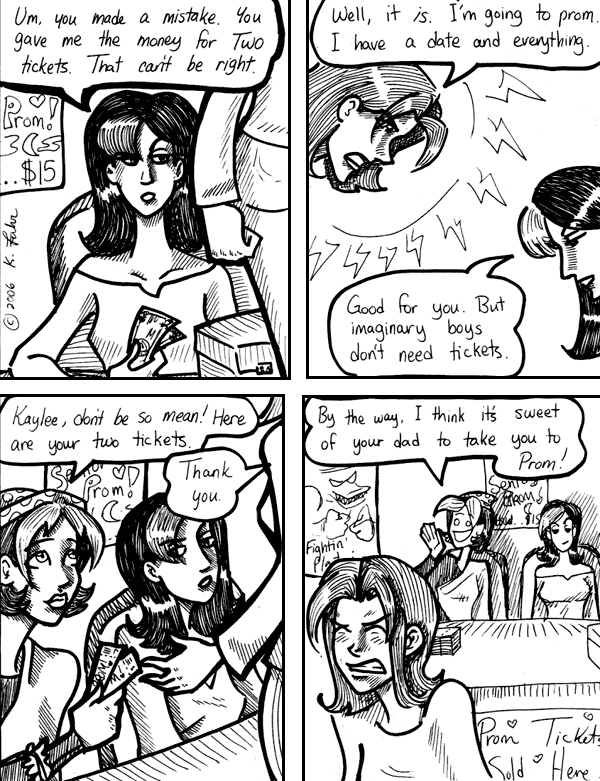 Um, you made a mistake. You
gave me the money for Two
tickets. That can't be right.
Prom!
...$15
© 2006 K.
Well, it is. I'm going to prom.
I have a date and everything.
Good for you. But
imaginary boys
don't need tickets.
Kaylee, don't be so mean! Here
are your two tickets.
Prom!
Thank
you.
By the way, I think it's sweet
of your dad to take you to
Prom!
Prom!
$15
Fightin'
Prom Tickets
Sold Here